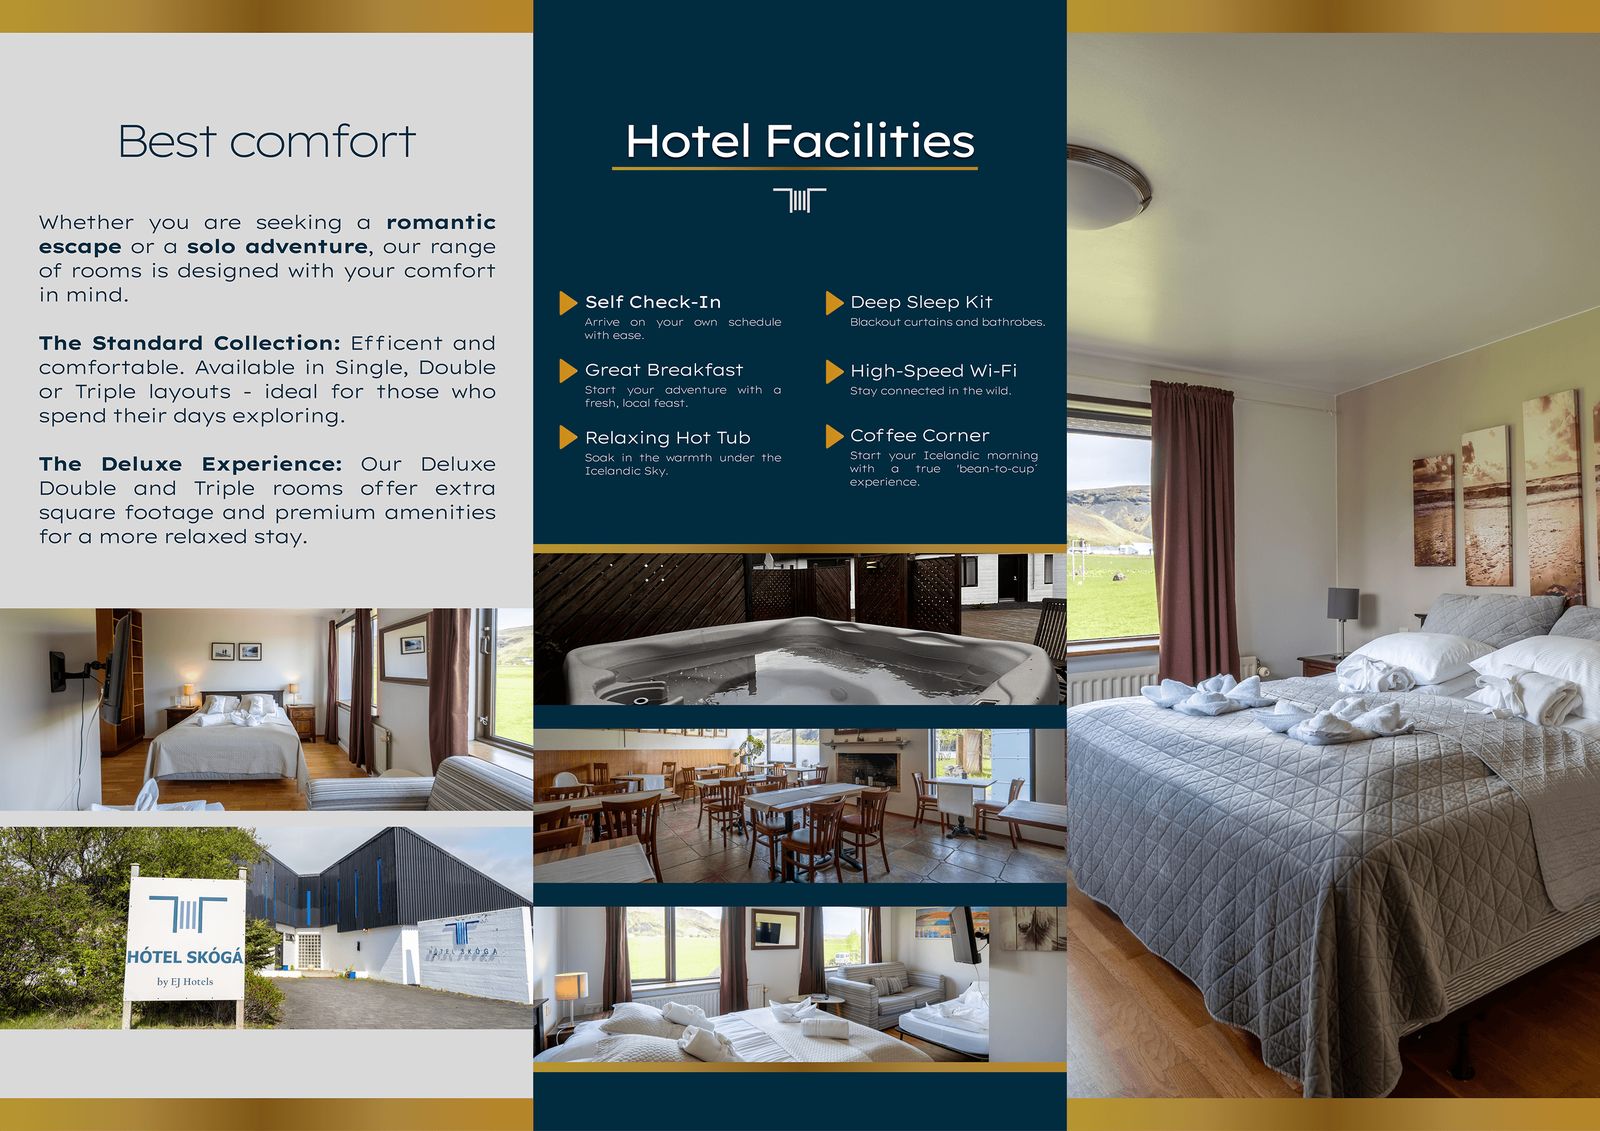 Best comfort
Whether you are seeking a romantic
escape or a solo adventure, our range
of rooms is designed with your comfort
in mind.
The Standard Collection: Efficent and
comfortable. Available in Single, Double
or Triple layouts - ideal for those who
spend their days exploring.
The Deluxe Experience: Our Deluxe
Double and Triple rooms offer extra
square footage and premium amenities
for a more relaxed stay.
HÓTEL SKÓGÁ
by EJ Hotels
HÓTEL SKÓGÁ
Hotel Facilities
Self Check-In
Arrive on your own schedule
with ease.
Great Breakfast
Start your adventure with a
fresh, local feast.
Relaxing Hot Tub
Soak in the warmth under the
Icelandic Sky.
Deep Sleep Kit
Blackout curtains and bathrobes.
High-Speed Wi-Fi
Stay connected in the wild.
Coffee Corner
Start your Icelandic morning
with a true 'bean-to-cup´
experience.